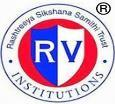 ®
Rashtreeya Sikshana Samithi Trust
RV
INSTITUTIONS